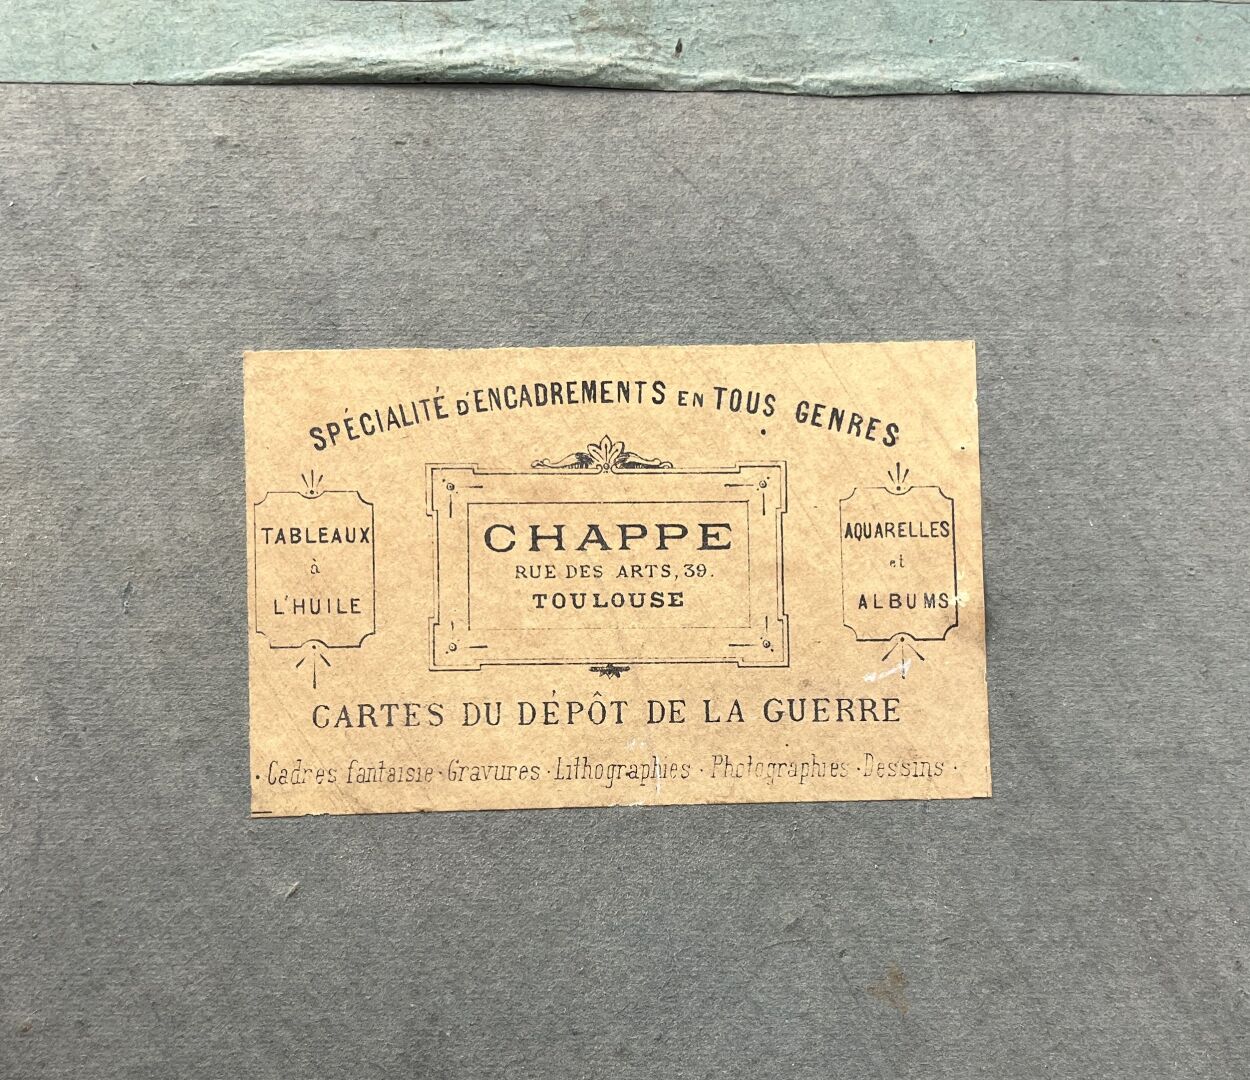 SPÉCIALITÉ D'ENCADREMENTS EN TOUS GENRES
TABLEAUX
à
L'HUILE
CHAPPE
RUE DES ARTS, 39.
TOULOUSE
AQUARELLES
et
ALBUMS
CARTES DU DÉPÔT DE LA GUERRE
· Cadres fantaisie · Gravures · Lithographies · Photographies · Dessins ·